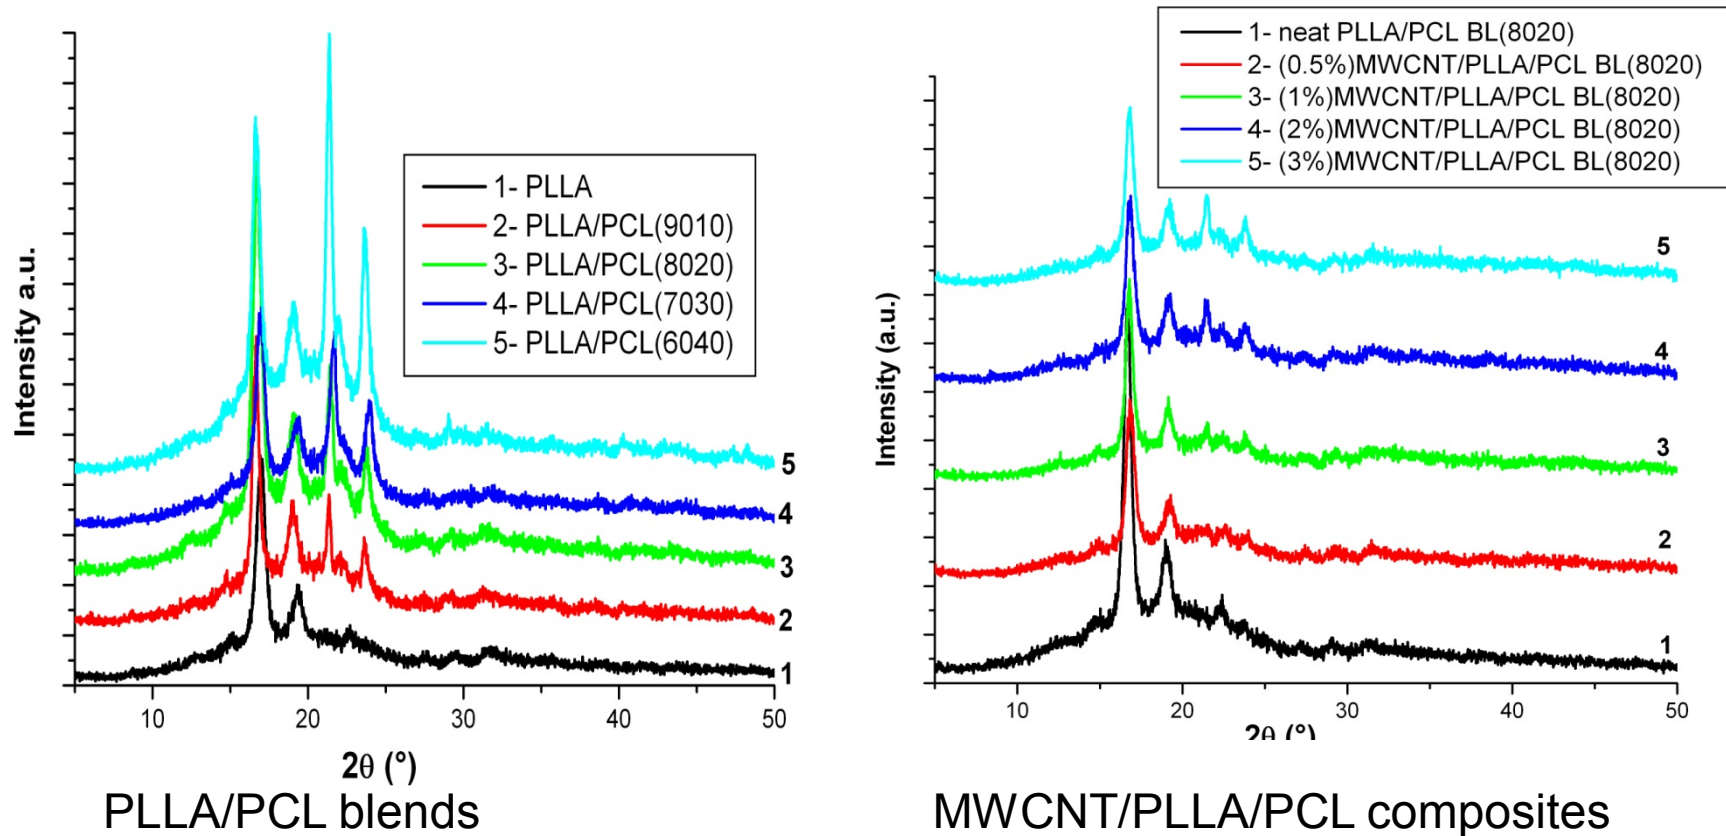 Intensity a.u.
1- PLLA
2- PLLA/PCL(9010)
3- PLLA/PCL(8020)
4- PLLA/PCL(7030)
5- PLLA/PCL(6040)
5
4
3
2
1
10 20 30 40 50
2θ (°)
PLLA/PCL blends
1- neat PLLA/PCL BL(8020)
2- (0.5%)MWCNT/PLLA/PCL BL(8020)
3- (1%)MWCNT/PLLA/PCL BL(8020)
4- (2%)MWCNT/PLLA/PCL BL(8020)
5- (3%)MWCNT/PLLA/PCL BL(8020)
Intensity (a.u.)
5
4
3
2
1
10 20 30 40 50
2θ (°)
MWCNT/PLLA/PCL composites